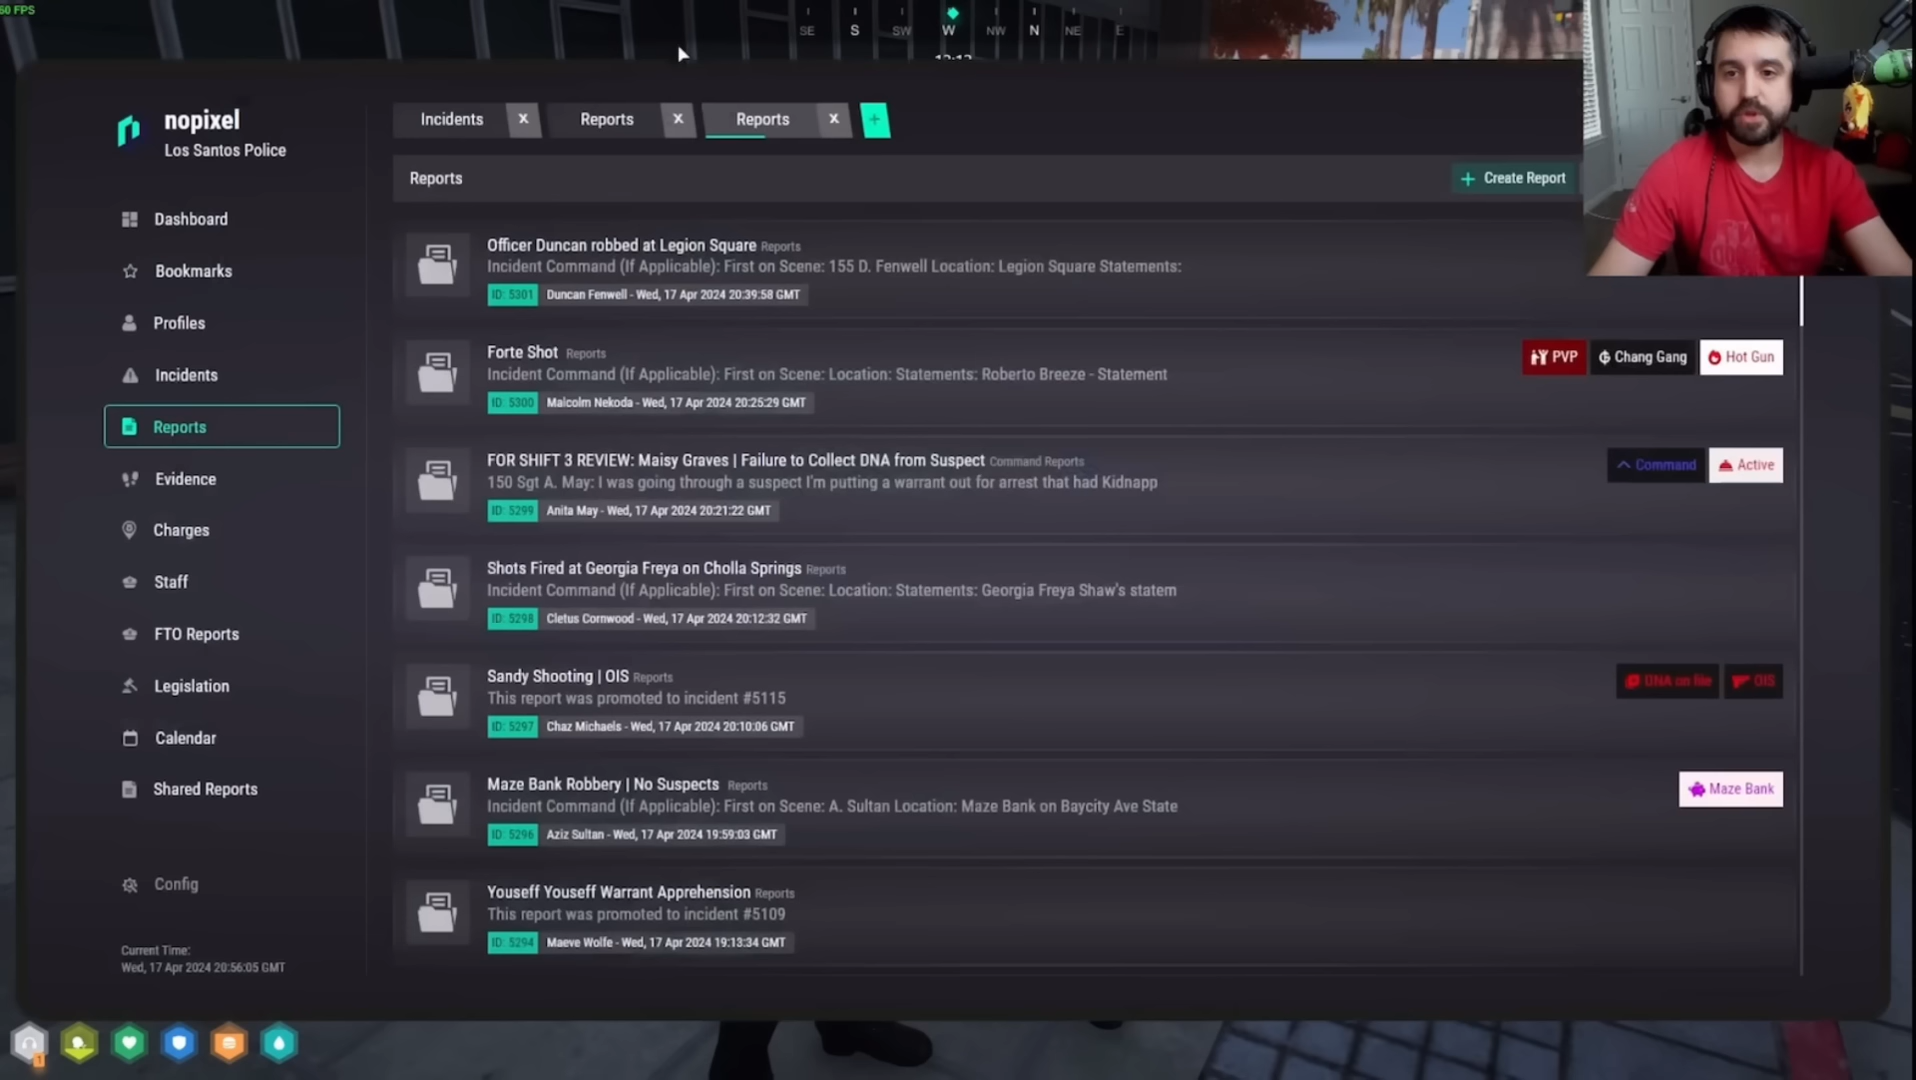 60 FPS
SE S SW W NW N NE E
nopixel
Los Santos Police
Incidents x
Reports x
Reports x
+
Reports
+ Create Report
Dashboard
Bookmarks
Profiles
Incidents
Reports
Evidence
Charges
Staff
FTO Reports
Legislation
Calendar
Shared Reports
Config
Current Time:
Wed, 17 Apr 2024 20:56:05 GMT
Officer Duncan robbed at Legion Square Reports
Incident Command (If Applicable): First on Scene: 155 D. Fenwell Location: Legion Square Statements:
ID: 5301 Duncan Fenwell - Wed, 17 Apr 2024 20:39:58 GMT
Forte Shot Reports
Incident Command (If Applicable): First on Scene: Location: Statements: Roberto Breeze - Statement
ID: 5300 Malcolm Nekoda - Wed, 17 Apr 2024 20:25:29 GMT
PVP Chang Gang Hot Gun
FOR SHIFT 3 REVIEW: Maisy Graves | Failure to Collect DNA from Suspect Command Reports
150 Sgt A. May: I was going through a suspect I'm putting a warrant out for arrest that had Kidnapp
ID: 5299 Anita May - Wed, 17 Apr 2024 20:21:22 GMT
Command Active
Shots Fired at Georgia Freya on Cholla Springs Reports
Incident Command (If Applicable): First on Scene: Location: Statements: Georgia Freya Shaw's statem
ID: 5298 Cletus Cornwood - Wed, 17 Apr 2024 20:12:32 GMT
Sandy Shooting | OIS Reports
This report was promoted to incident #5115
ID: 5297 Chaz Michaels - Wed, 17 Apr 2024 20:10:06 GMT
DNA on file OIS
Maze Bank Robbery | No Suspects Reports
Incident Command (If Applicable): First on Scene: A. Sultan Location: Maze Bank on Baycity Ave State
ID: 5296 Aziz Sultan - Wed, 17 Apr 2024 19:59:03 GMT
Maze Bank
Youseff Youseff Warrant Apprehension Reports
This report was promoted to incident #5109
ID: 5294 Maeve Wolfe - Wed, 17 Apr 2024 19:13:34 GMT
1